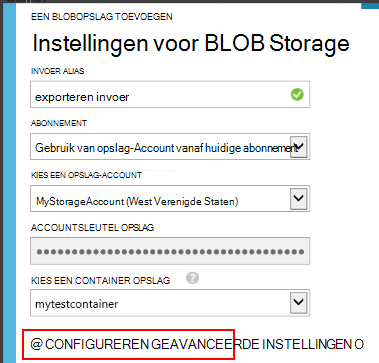 EEN BLOBOPSLAG TOEVOEGEN
Instellingen voor BLOB Storage
INVOER ALIAS
exporteren invoer
ABONNEMENT
Gebruik van opslag-Account vanaf huidige abonnement
KIES EEN OPSLAG-ACCOUNT
MyStorageAccount (West Verenigde Staten)
ACCOUNTSLEUTEL OPSLAG
KIES EEN CONTAINER OPSLAG
mytestcontainer
@ CONFIGUREREN GEAVANCEERDE INSTELLINGEN O